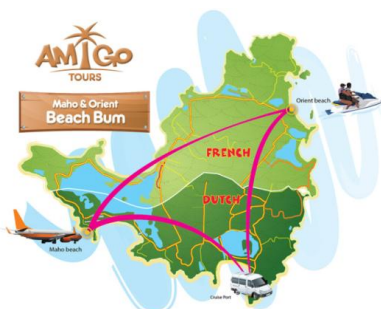 AMIGO
TOURS
Maho & Orient
Beach Bum
Orient beach
FRENCH
DUTCH
Maho beach
Cruise Port